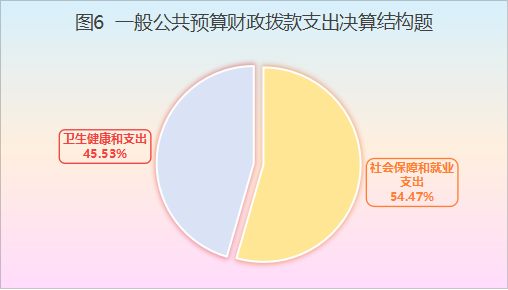 图6 一般公共预算财政拨款支出决算结构题
卫生健康和支出
45.53%
社会保障和就业
支出
54.47%